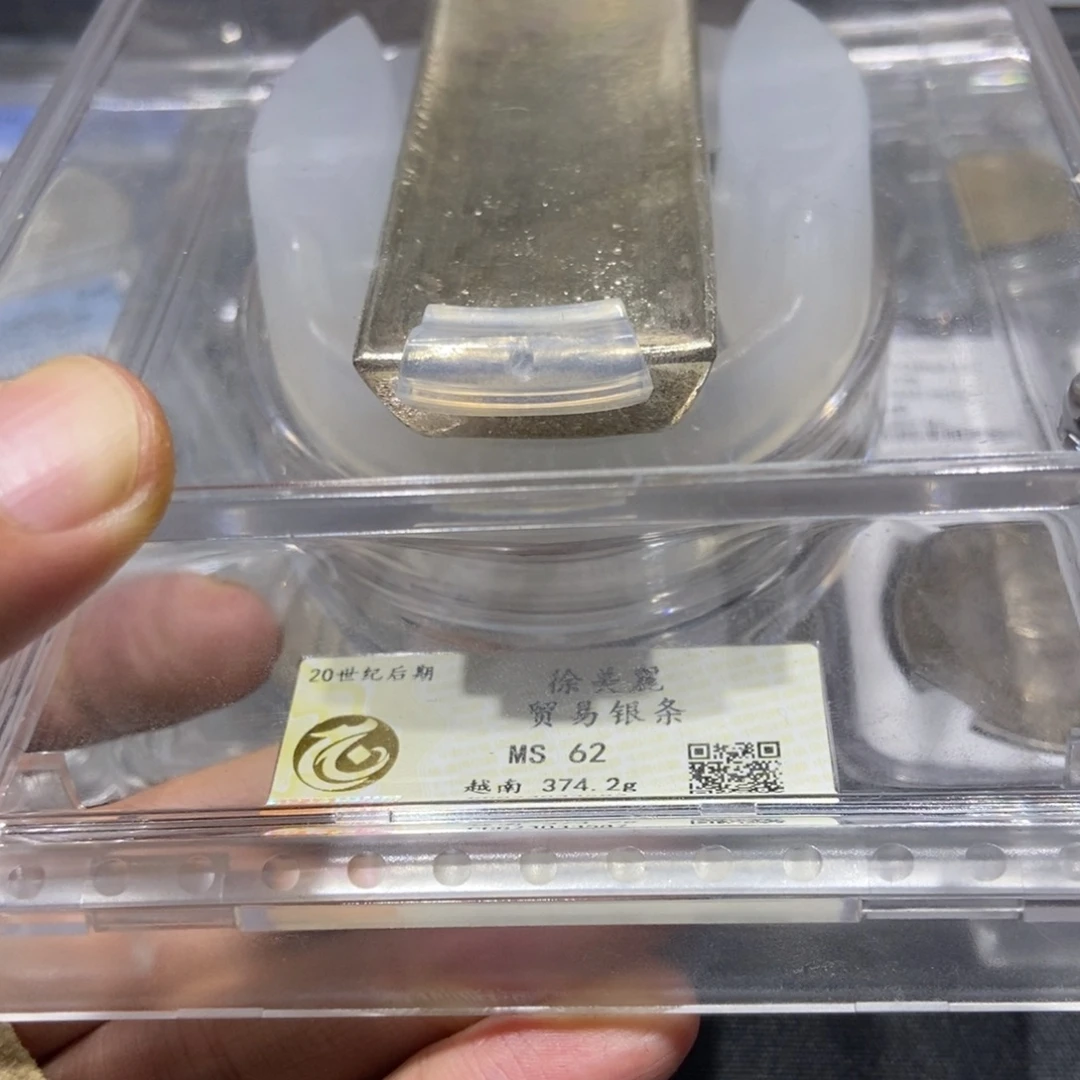 20世纪后期
徐美麗
贸易银条
MS 62
越南 374.2g